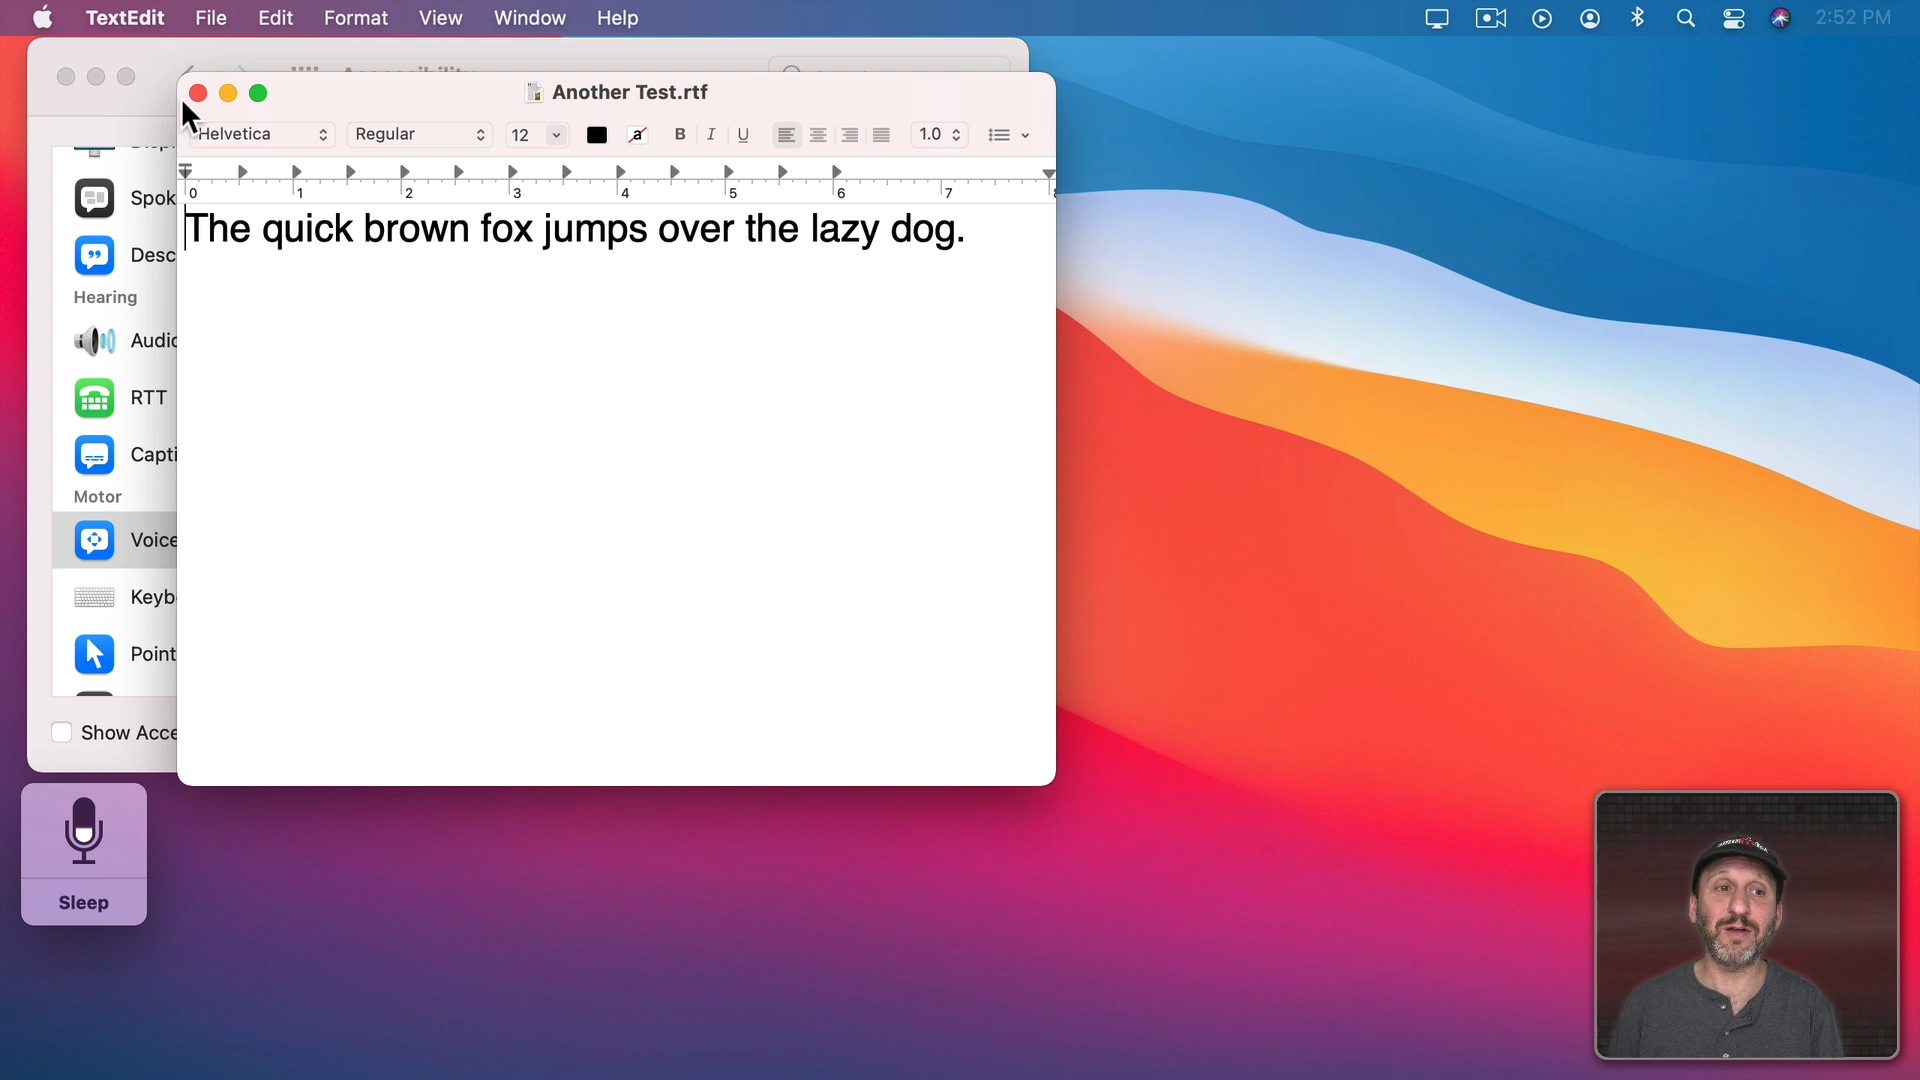 TextEdit File Edit Format View Window Help 2:52 PM
Another Test.rtf
Helvetica Regular 12 a B I U 1.0
0 1 2 3 4 5 6 7
The quick brown fox jumps over the lazy dog.
Spok
Desc
Hearing
Audio
RTT
Capti
Motor
Voice
Keyb
Point
Show Acce
Sleep